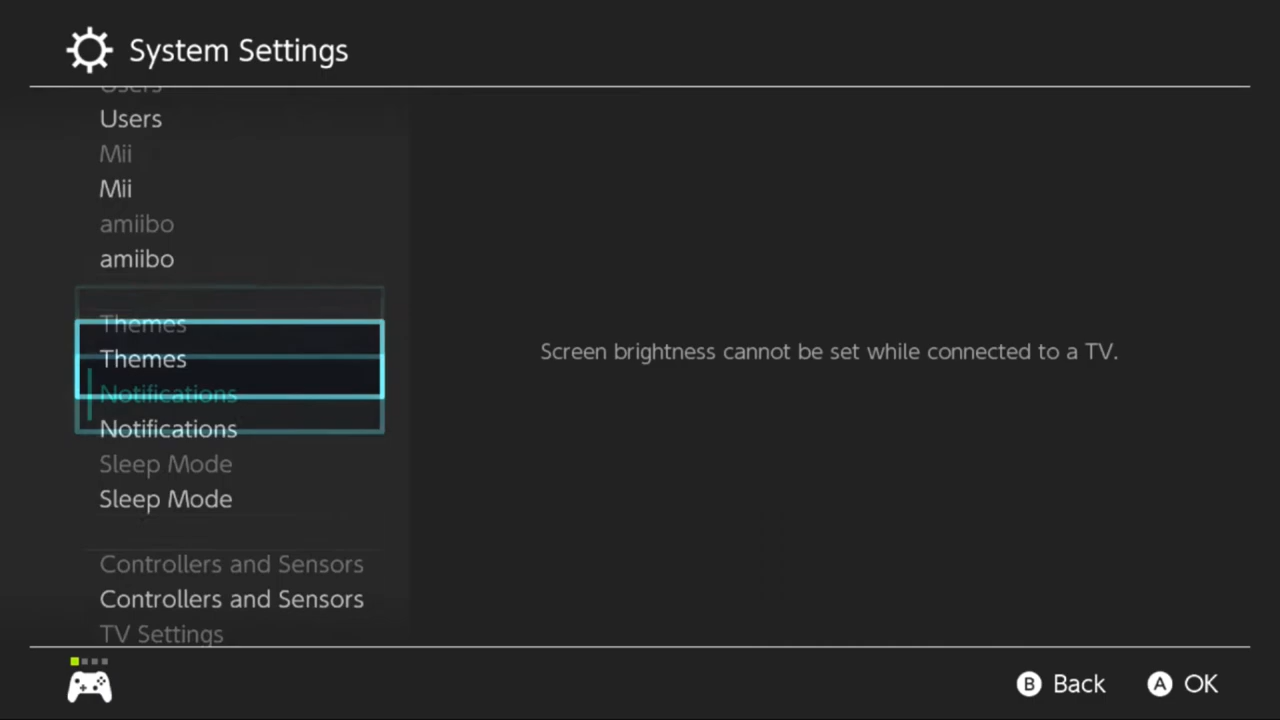 System Settings
Users
Users
Mii
Mii
amiibo
amiibo
Themes
Themes
Notifications
Notifications
Sleep Mode
Sleep Mode
Controllers and Sensors
Controllers and Sensors
TV Settings
Screen brightness cannot be set while connected to a TV.
B Back
A OK